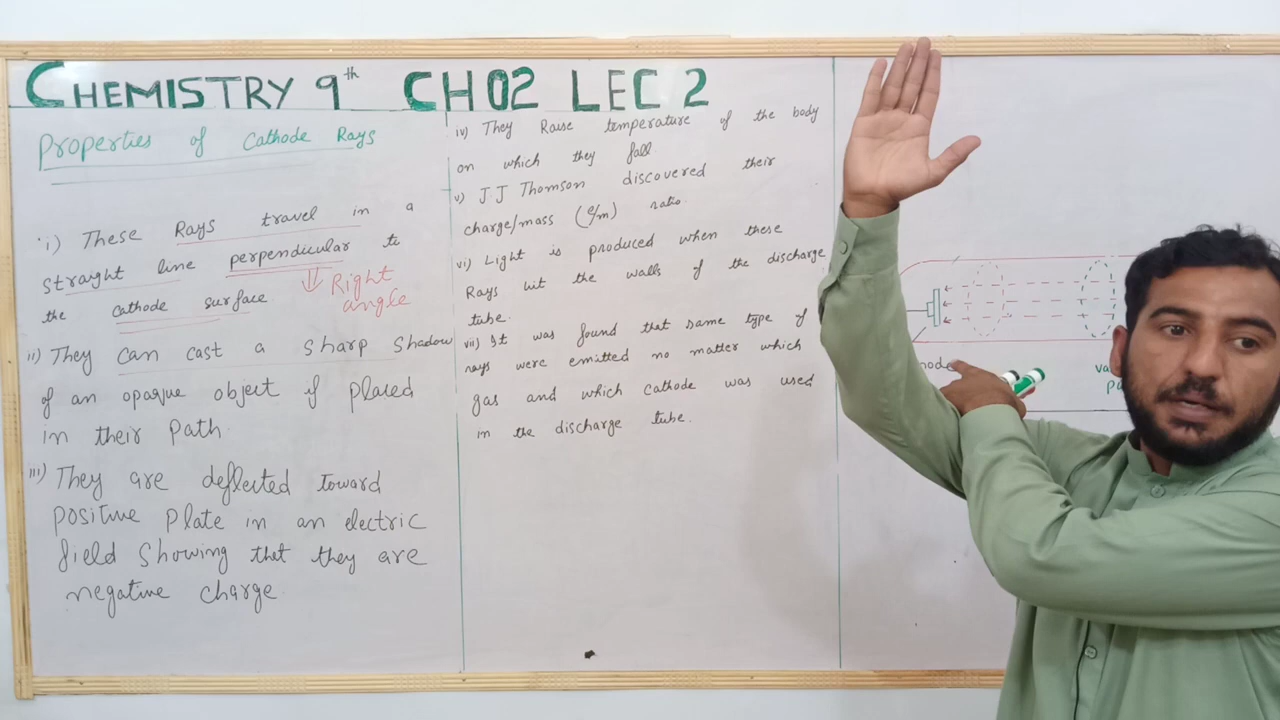 CHEMISTRY 9th CH 02 LEC 2
Properties of Cathode Rays
i) These Rays travel in a
straight line perpendicular to
the cathode surface
Right
angle
ii) They can cast a sharp shadow
of an opaque object if placed
in their path.
iii) They are deflected toward
positive plate in an electric
field showing that they are
negative charge
iv) They Raise temperature of the body
on which they fall
v) J J Thomson discovered their
charge/mass (e/m) ratio.
vi) Light is produced when these
Rays hit the walls of the discharge
tube.
vii) It was found that same type of
rays were emitted no matter which
gas and which cathode was used
in the discharge tube.